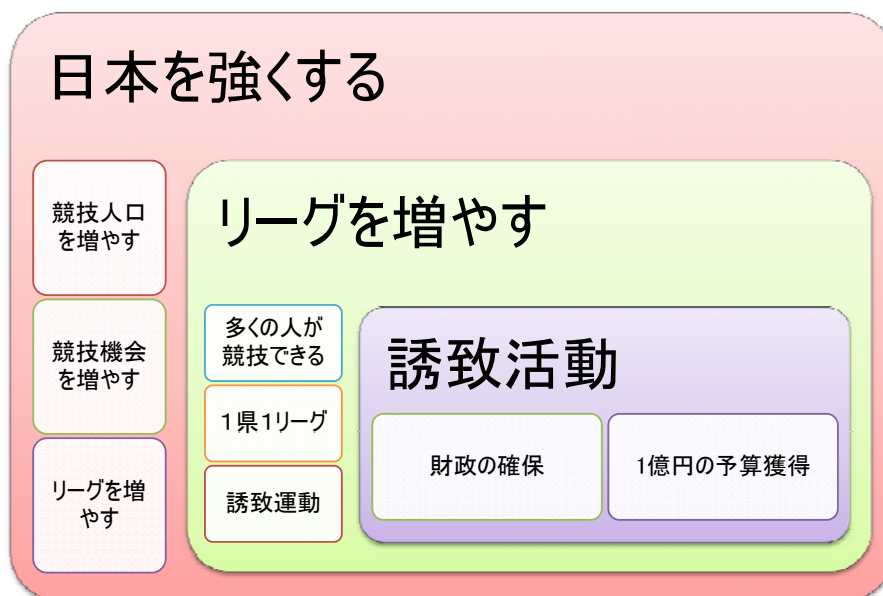 日本を強くする
競技人口
を増やす
競技機会
を増やす
リーグを増
やす
リーグを増やす
多くの人が
競技できる
1県1リーグ
誘致運動
誘致活動
財政の確保
1億円の予算獲得